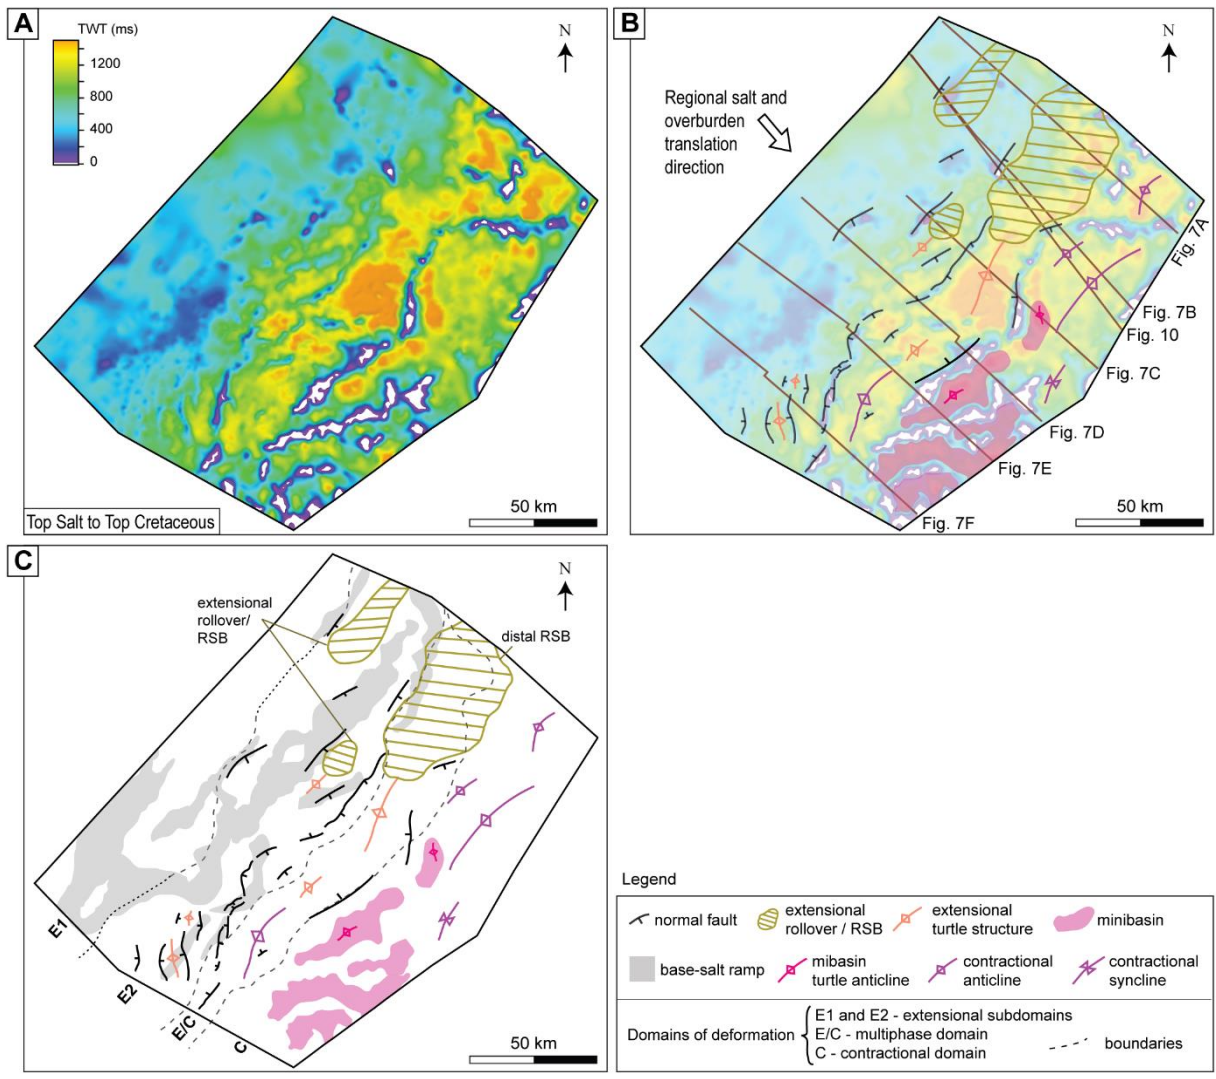 A
TWT (ms)
1200
800
400
0
N
50 km
Top Salt to Top Cretaceous
B
N
Regional salt and
overburden
translation
direction
Fig. 7A
Fig. 7B
Fig. 10
Fig. 7C
Fig. 7D
Fig. 7E
Fig. 7F
50 km
C
N
extensional
rollover/
RSB
distal RSB
E1
E2
E/C
C
50 km
Legend
normal fault
extensional
rollover / RSB
extensional
turtle structure
minibasin
base-salt ramp
mibasin
turtle anticline
contractional
anticline
contractional
syncline
Domains of deformation
E1 and E2 - extensional subdomains
E/C - multiphase domain
C - contractional domain
boundaries